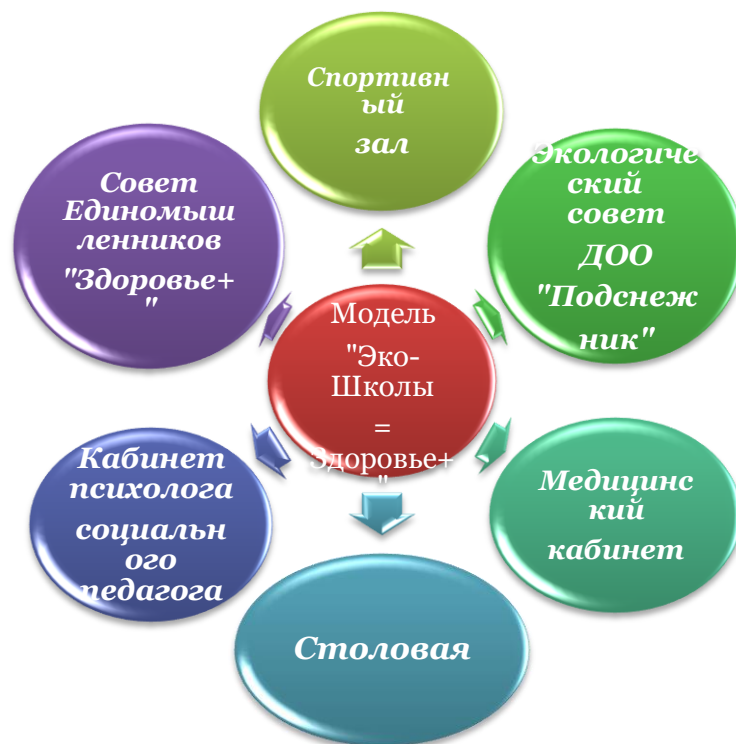 Спортивн
ый
зал
Экологиче
ский
совет
ДОО
"Подснеж
ник"
Медицинс
кий
кабинет
Столовая
Кабинет
психолога
социальн
ого
педагога
Совет
Единомыш
ленников
"Здоровье+
"
Модель
"Эко-
Школы
=
Здоровье+
"